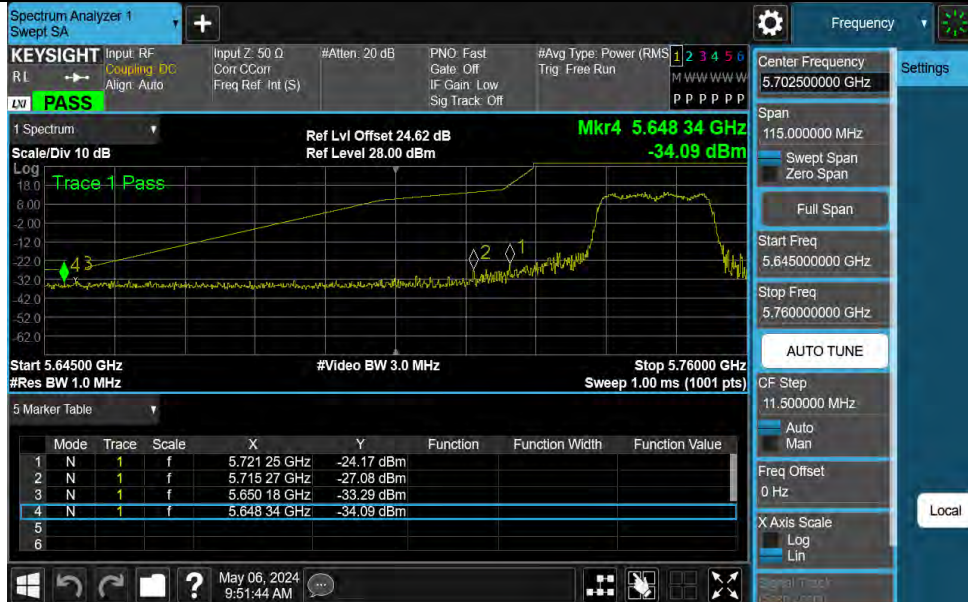 Spectrum Analyzer 1
Swept SA
+
Frequency
KEYSIGHT
RL
LXI PASS
Input: RF
Coupling: DC
Align: Auto
Input Z: 50 Ω
Corr CCorr
Freq Ref: Int (S)
#Atten: 20 dB
PNO: Fast
Gate: Off
IF Gain: Low
Sig Track: Off
#Avg Type: Power (RMS
Trig: Free Run
1 2 3 4 5 6
M W W W W W
P P P P P P
1 Spectrum
Scale/Div 10 dB
Ref Lvl Offset 24.62 dB
Ref Level 28.00 dBm
Mkr4 5.648 34 GHz
-34.09 dBm
Log
Trace 1 Pass
18.0
8.00
-2.00
-12.0
-22.0
-32.0
-42.0
-52.0
-62.0
4 3
2
1
Start 5.64500 GHz
#Video BW 3.0 MHz
Stop 5.76000 GHz
#Res BW 1.0 MHz
Sweep 1.00 ms (1001 pts)
5 Marker Table
Mode Trace Scale X Y Function Function Width Function Value
1 N 1 f 5.721 25 GHz -24.17 dBm
2 N 1 f 5.715 27 GHz -27.08 dBm
3 N 1 f 5.650 18 GHz -33.29 dBm
4 N 1 f 5.648 34 GHz -34.09 dBm
5
6
?
May 06, 2024
9:51:44 AM
Center Frequency
5.702500000 GHz
Span
115.000000 MHz
Swept Span
Zero Span
Full Span
Start Freq
5.645000000 GHz
Stop Freq
5.760000000 GHz
AUTO TUNE
CF Step
11.500000 MHz
Auto
Man
Freq Offset
0 Hz
X Axis Scale
Log
Lin
Signal Track
(Span Zoom)
Settings
Local